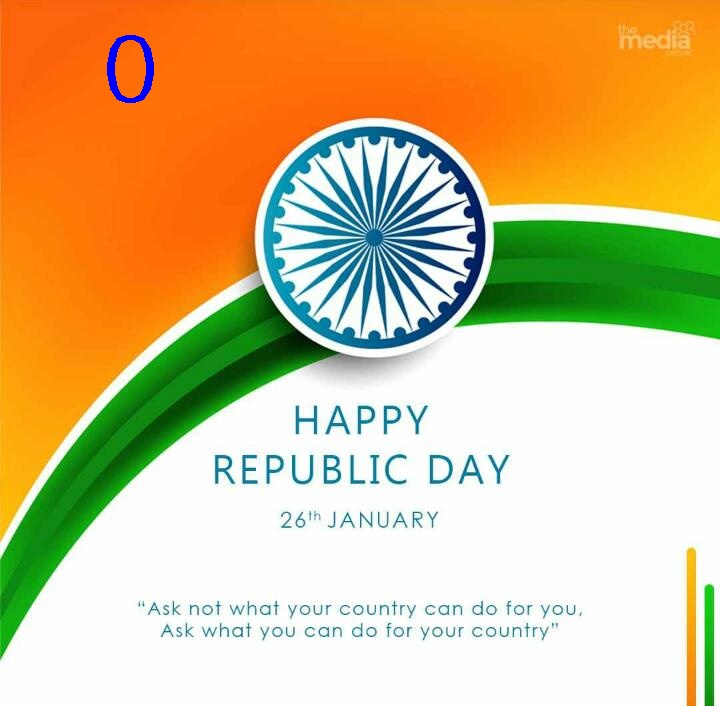 0
the
media
people
HAPPY
REPUBLIC DAY
26th JANUARY
“Ask not what your country can do for you,
Ask what you can do for your country”